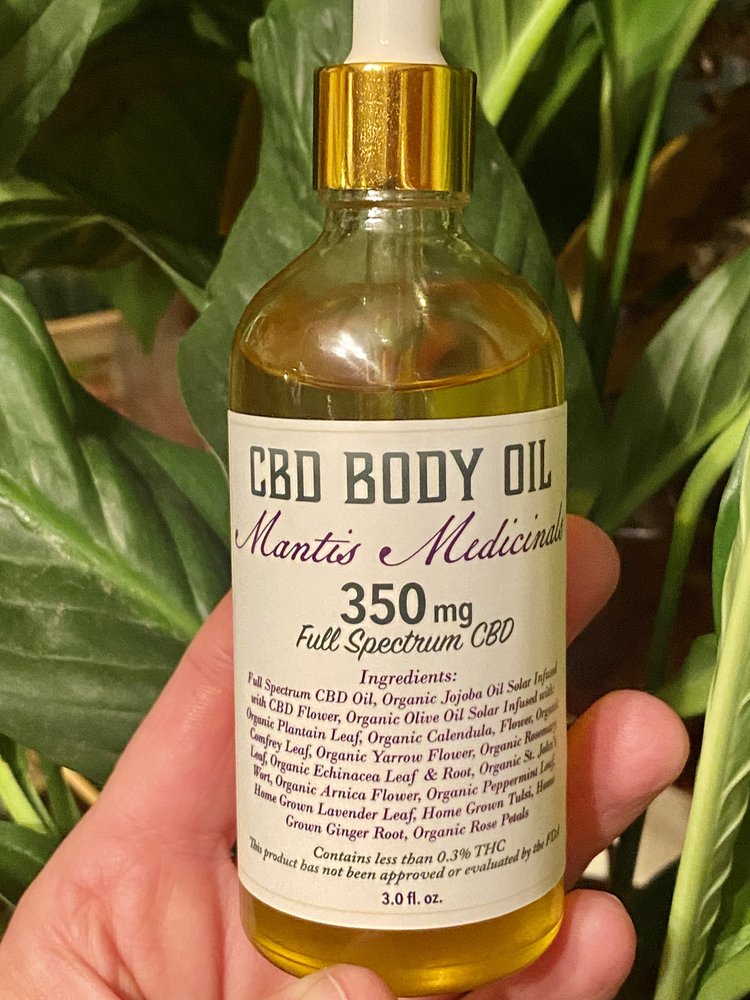 CBD BODY OIL
Mantis Medicinals
350 mg
Full Spectrum CBD
Ingredients:
Full Spectrum CBD Oil, Organic Jojoba Oil Solar Infused
with CBD Flower, Organic Olive Oil Solar Infused with:
Organic Plantain Leaf, Organic Calendula, Flower, Organic
Comfrey Leaf, Organic Yarrow Flower, Organic Rosemary
Leaf, Organic Echinacea Leaf & Root, Organic St. John's
Wort, Organic Arnica Flower, Organic Peppermint Leaf,
Home Grown Lavender Leaf, Home Grown Tulsi, Home
Grown Ginger Root, Organic Rose Petals
Contains less than 0.3% THC
This product has not been approved or evaluated by the FDA
3.0 fl. oz.